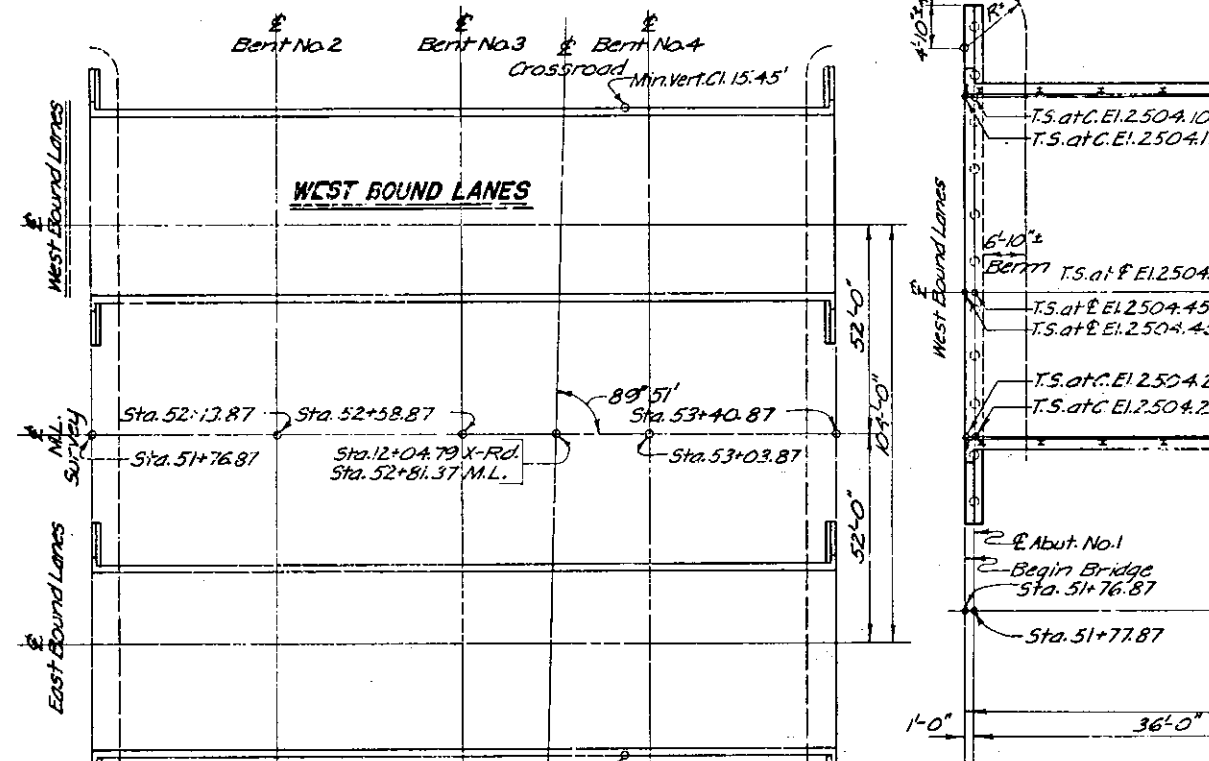 ℄
Bent No.2
℄
Bent No.3
℄
Crossroad
℄
Bent No.4
Min. Vert. Cl. 15.45'
℄
West Bound Lanes
WEST BOUND LANES
52'-0"
104'-0"
52'-0"
89°51'
℄
M.L.
Survey
Sta. 52+13.87
Sta. 52+58.87
Sta. 53+40.87
Sta. 51+76.87
Sta. 12+04.79 X-Rd.
Sta. 52+81.37 M.L.
Sta. 53+03.87
℄
East Bound Lanes
4'-10"±
R±
T.S. at C. El. 2504.10
T.S. at C. El. 2504.1
6'-10"±
Berm
T.S. at ℄ El. 2504.
℄
West Bound Lanes
T.S. at ℄ El. 2504.45
T.S. at ℄ El. 2504.4
T.S. at C. El. 2504.2
T.S. at C. El. 2504.2
℄ Abut. No.1
Begin Bridge
Sta. 51+76.87
Sta. 51+77.87
1'-0"
36'-0"